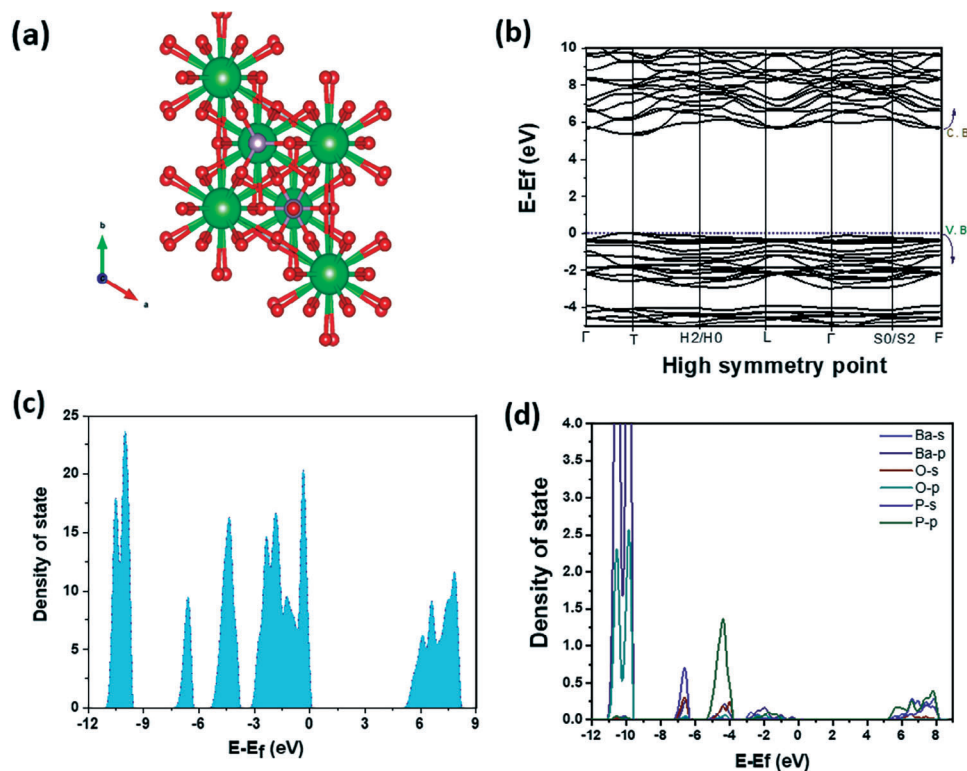 (a)
b
a
(b)
10
8
6
4
2
0
-2
-4
E-Ef (eV)
C. B
V. B
Γ
T
H2/H0
L
Γ
S0/S2
F
High symmetry point
(c)
25
20
15
10
5
0
Density of state
-12
-9
-6
-3
0
3
6
9
E-Ef (eV)
(d)
4.0
3.5
3.0
2.5
2.0
1.5
1.0
0.5
0.0
Density of state
Ba-s
Ba-p
O-s
O-p
P-s
P-p
-12
-10
-8
-6
-4
-2
0
2
4
6
8
E-Ef (eV)